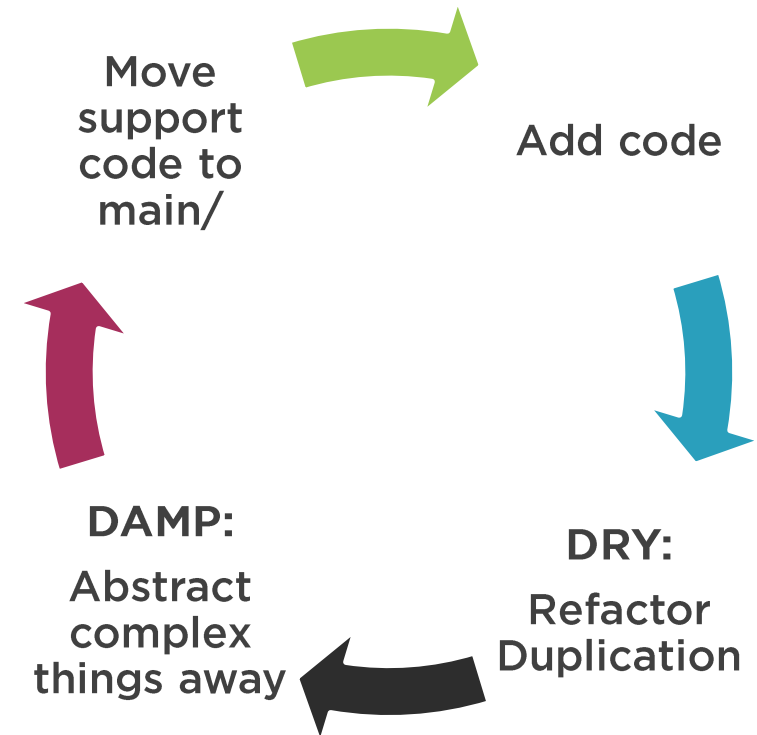 Move
support
code to
main/
Add code
DRY:
Refactor
Duplication
DAMP:
Abstract
complex
things away